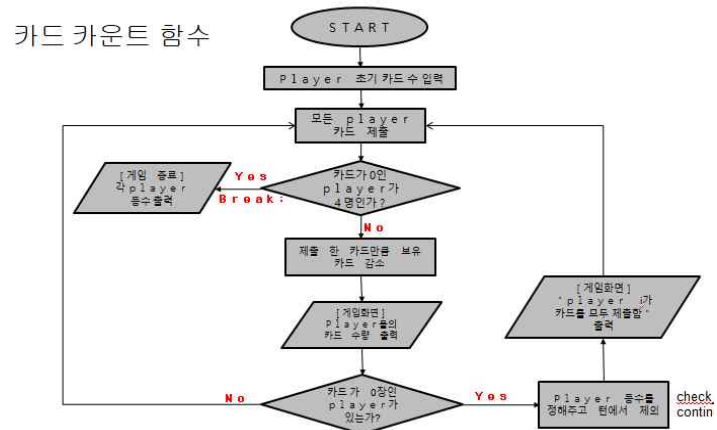 카드 카운트 함수
START
Player 초기 카드 수 입력
모든 player
카드 제출
카드가 0인
player가
4명인가?
Yes
Break;
[게임 종료]
각 player
등수 출력
No
제출 한 카드만큼 보유
카드 감소
[게임화면]
Player들의
카드 수량 출력
카드가 0장인
player가
있는가?
No
Yes
Player 등수를
정해주고 턴에서 제외
check
contin
[게임화면]
"player i가
카드를 모두 제출함"
출력